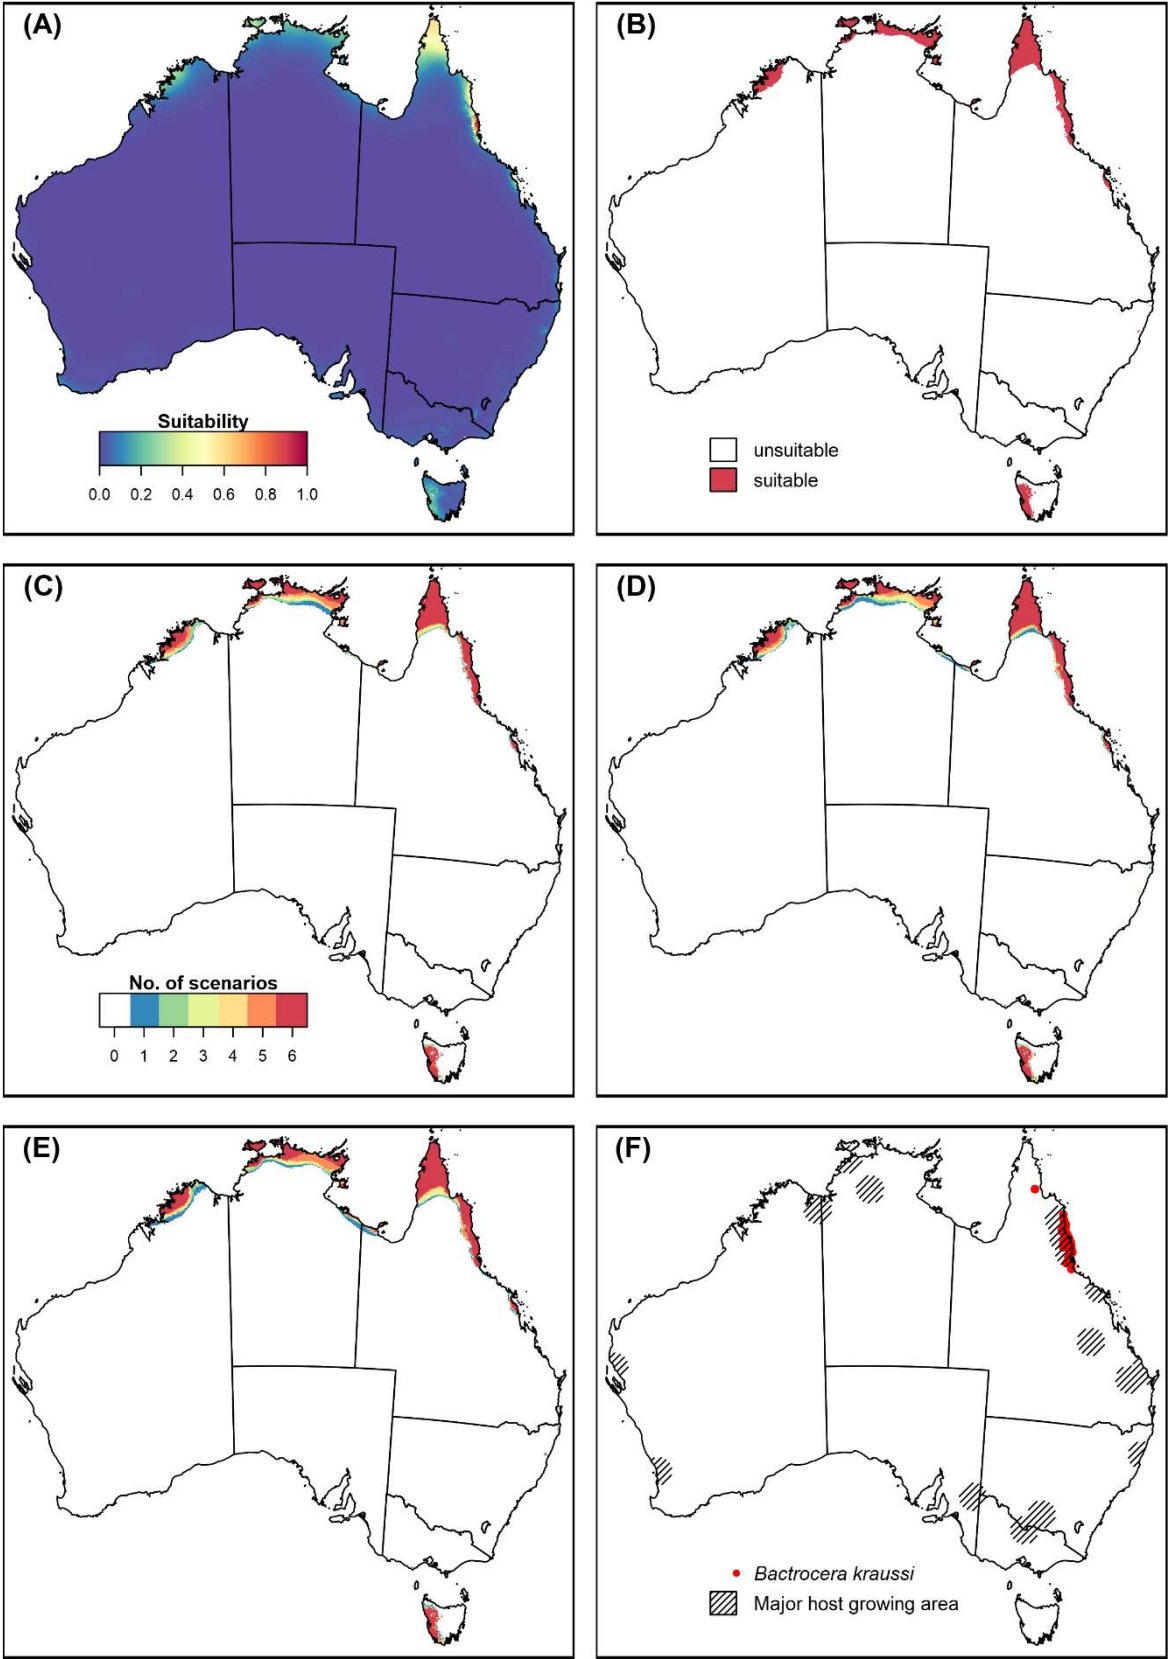 (A)
Suitability
0.0 0.2 0.4 0.6 0.8 1.0
(B)
unsuitable
suitable
(C)
No. of scenarios
0 1 2 3 4 5 6
(D)
(E)
(F)
Bactrocera kraussi
Major host growing area